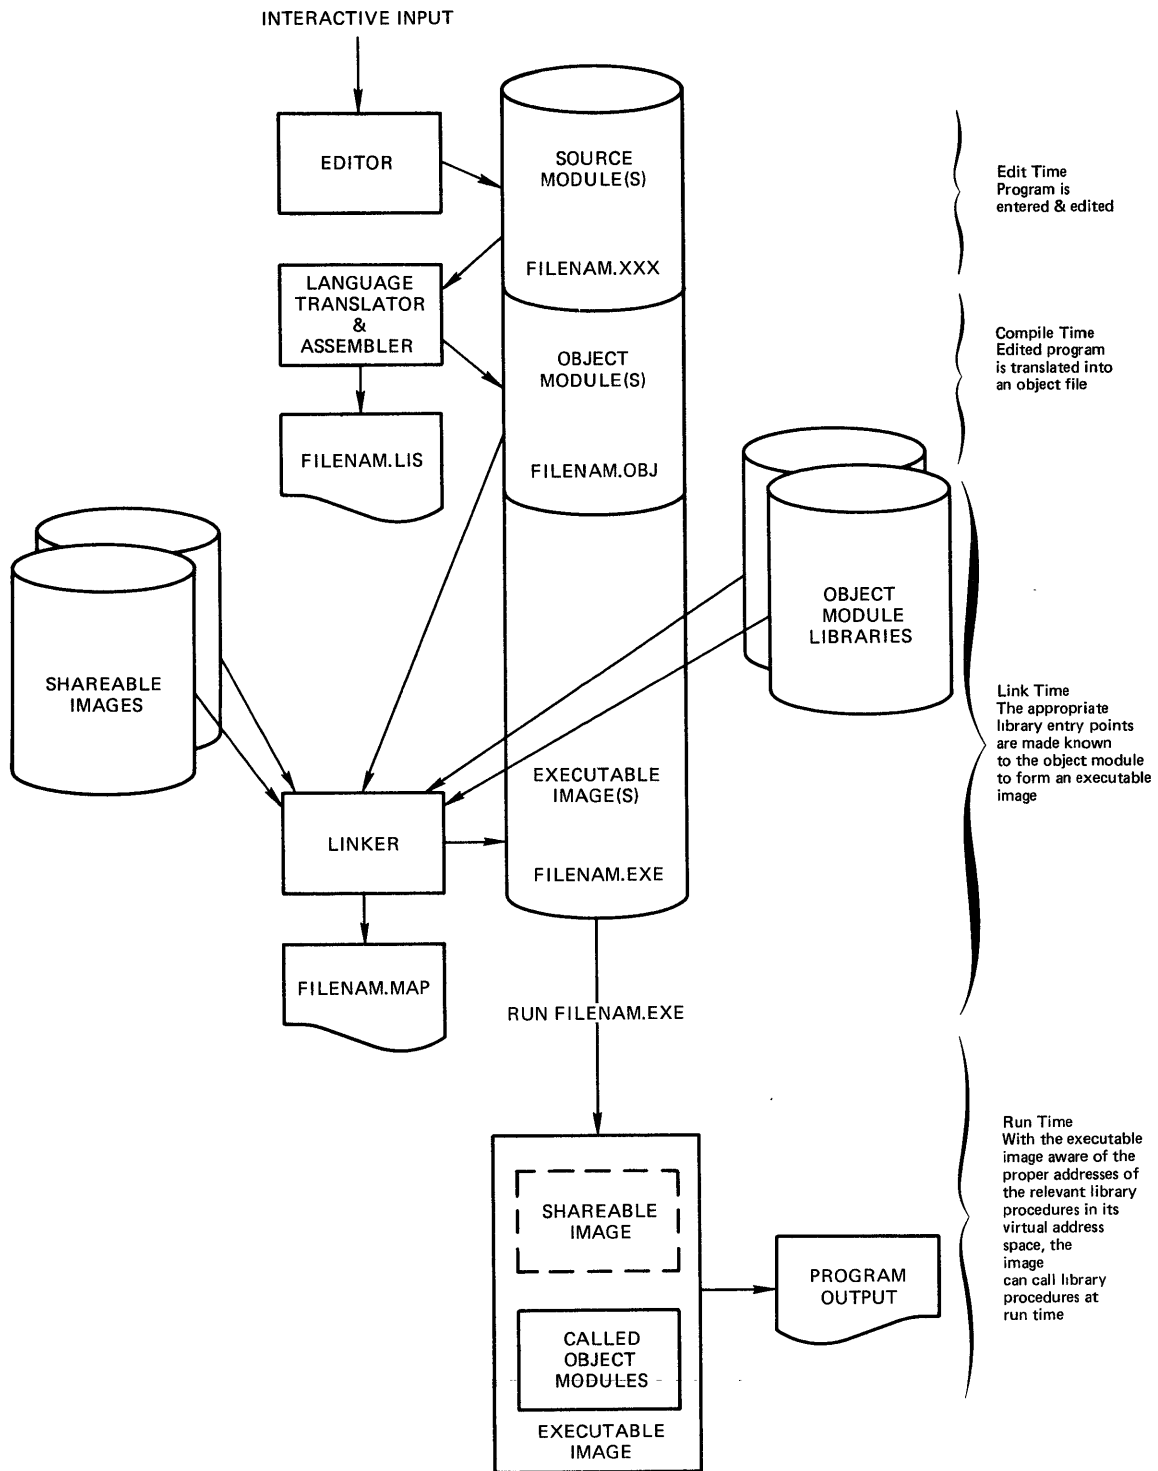 INTERACTIVE INPUT
EDITOR
SOURCE
MODULE(S)
FILENAM.XXX
Edit Time
Program is
entered & edited
LANGUAGE
TRANSLATOR
&
ASSEMBLER
OBJECT
MODULE(S)
FILENAM.OBJ
FILENAM.LIS
Compile Time
Edited program
is translated into
an object file
SHAREABLE
IMAGES
OBJECT
MODULE
LIBRARIES
Link Time
The appropriate
library entry points
are made known
to the object module
to form an executable
image
EXECUTABLE
IMAGE(S)
FILENAM.EXE
LINKER
FILENAM.MAP
RUN FILENAM.EXE
SHAREABLE
IMAGE
CALLED
OBJECT
MODULES
EXECUTABLE
IMAGE
PROGRAM
OUTPUT
Run Time
With the executable
image aware of the
proper addresses of
the relevant library
procedures in its
virtual address
space, the
image
can call library
procedures at
run time